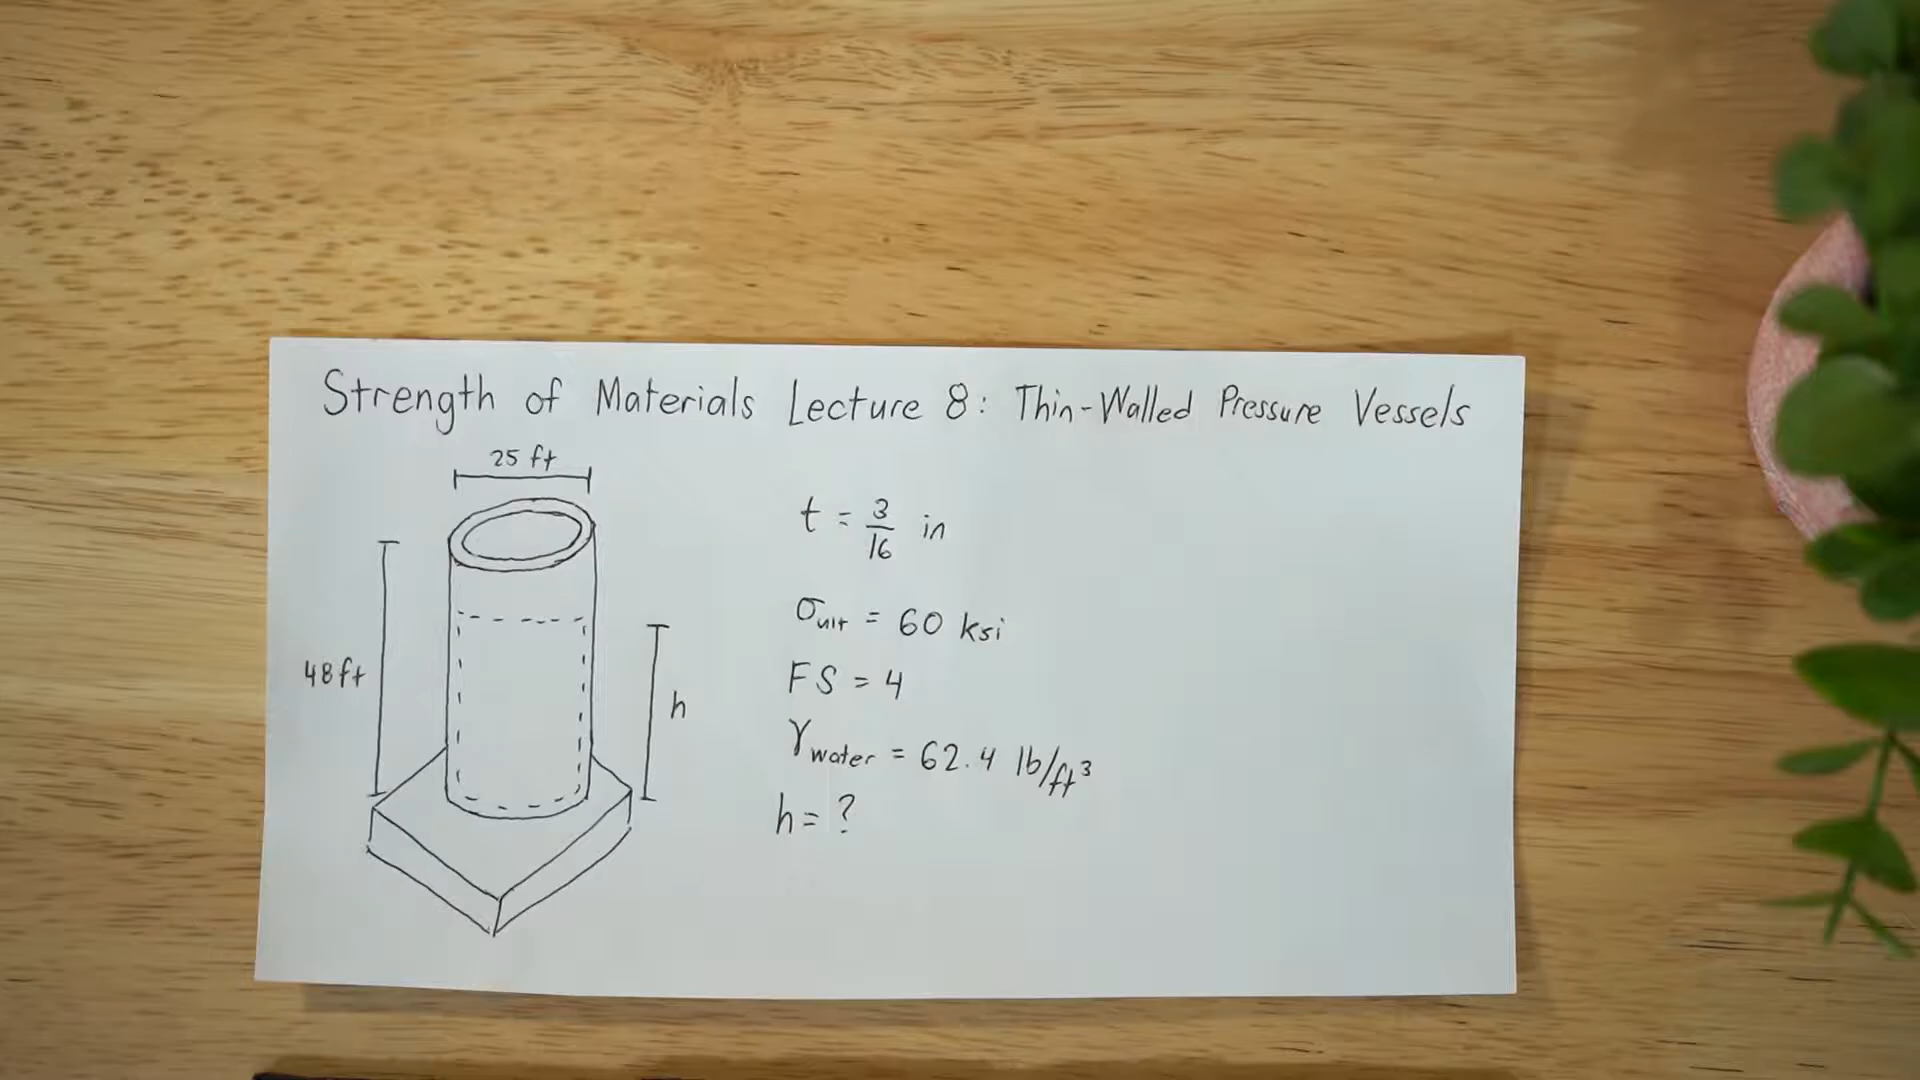 Strength of Materials Lecture 8: Thin-Walled Pressure Vessels
25 ft
48ft
h
t = 3/16 in
σult = 60 ksi
FS = 4
γwater = 62.4 lb/ft³
h = ?